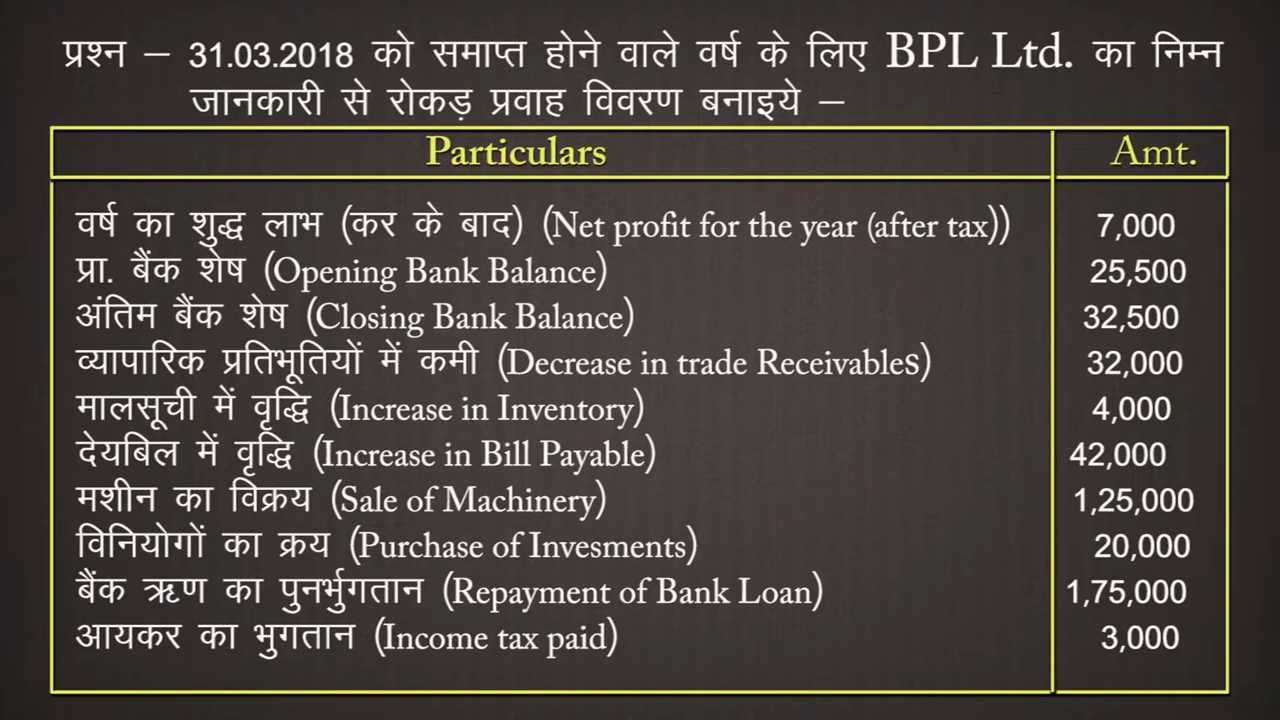 प्रश्न – 31.03.2018 को समाप्त होने वाले वर्ष के लिए BPL Ltd. का निम्न
जानकारी से रोकड़ प्रवाह विवरण बनाइये –
Particulars Amt.
वर्ष का शुद्ध लाभ (कर के बाद) (Net profit for the year (after tax)) 7,000
प्रा. बैंक शेष (Opening Bank Balance) 25,500
अंतिम बैंक शेष (Closing Bank Balance) 32,500
व्यापारिक प्रतिभूतियों में कमी (Decrease in trade Receivables) 32,000
मालसूची में वृद्धि (Increase in Inventory) 4,000
देयबिल में वृद्धि (Increase in Bill Payable) 42,000
मशीन का विक्रय (Sale of Machinery) 1,25,000
विनियोगों का क्रय (Purchase of Invesments) 20,000
बैंक ऋण का पुनर्भुगतान (Repayment of Bank Loan) 1,75,000
आयकर का भुगतान (Income tax paid) 3,000